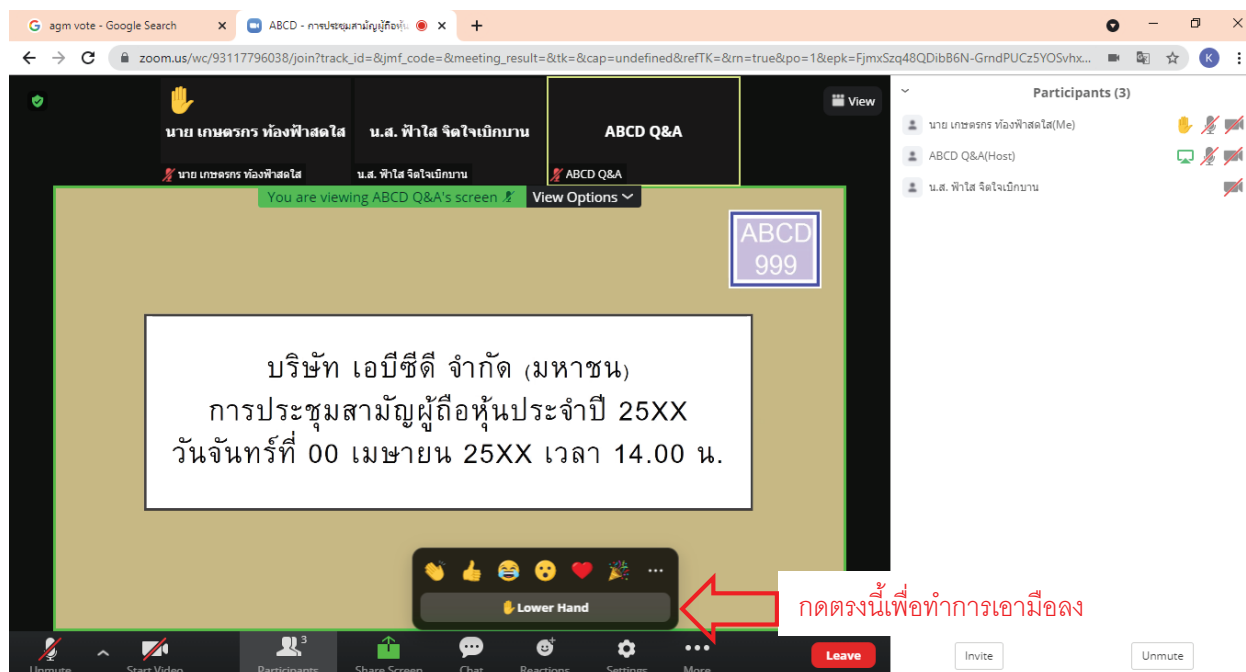 agm vote - Google Search
ABCD - การประชุมสามัญผู้ถือหุ้น
zoom.us/wc/93117796038/join?track_id=&jmf_code=&meeting_result=&tk=&cap=undefined&refTK=&rn=true&po=1&epk=FjmxSzq48QDibB6N-GrndPUCz5YOSvhx...
K
นาย เกษตรกร ท้องฟ้าสดใส
น.ส. ฟ้าใส จิตใจเบิกบาน
ABCD Q&A
View
นาย เกษตรกร ท้องฟ้าสดใส
น.ส. ฟ้าใส จิตใจเบิกบาน
ABCD Q&A
You are viewing ABCD Q&A's screen
View Options
ABCD
999
บริษัท เอบีซีดี จำกัด (มหาชน)
การประชุมสามัญผู้ถือหุ้นประจำปี 25XX
วันจันทร์ที่ 00 เมษายน 25XX เวลา 14.00 น.
Lower Hand
กดตรงนี้เพื่อทำการเอามือลง
Unmute
Start Video
Participants
3
Share Screen
Chat
Reactions
Settings
More
Leave
Participants (3)
นาย เกษตรกร ท้องฟ้าสดใส(Me)
ABCD Q&A(Host)
น.ส. ฟ้าใส จิตใจเบิกบาน
Invite
Unmute